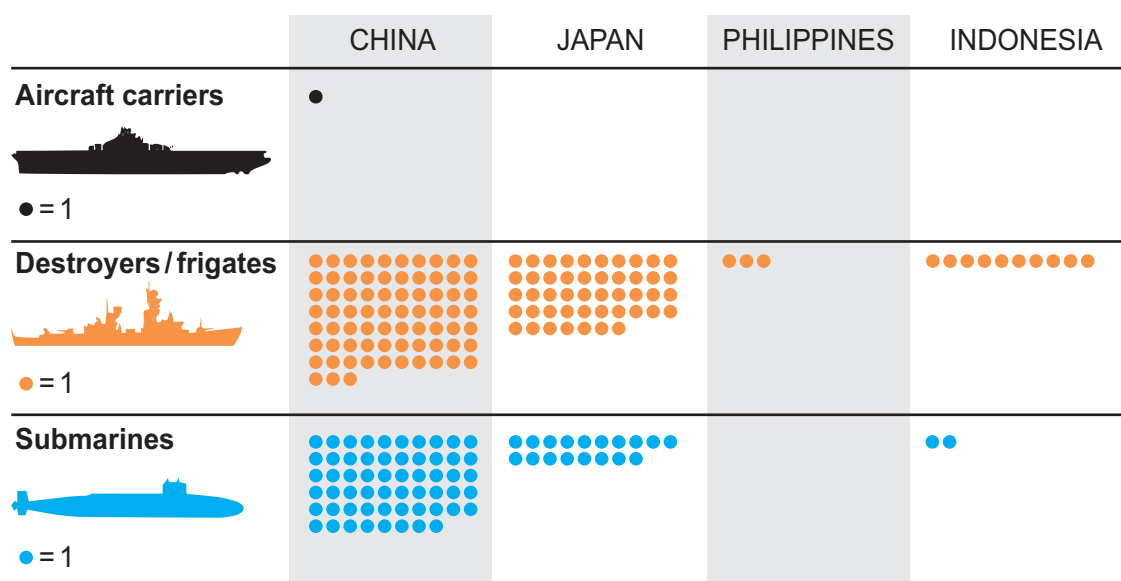 CHINA JAPAN PHILIPPINES INDONESIA
Aircraft carriers
= 1
Destroyers / frigates
= 1
Submarines
= 1